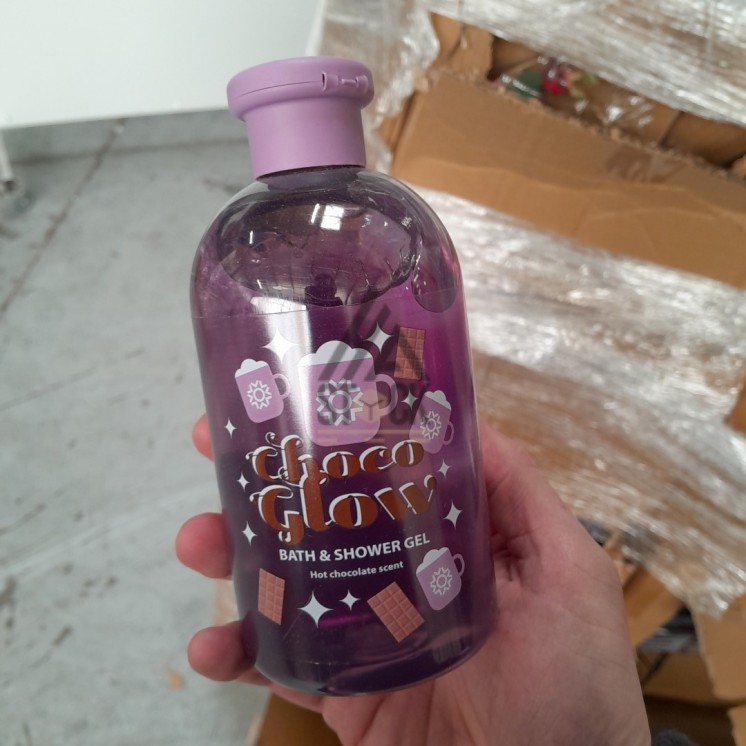 Choco
Glow
BATH & SHOWER GEL
Hot chocolate scent